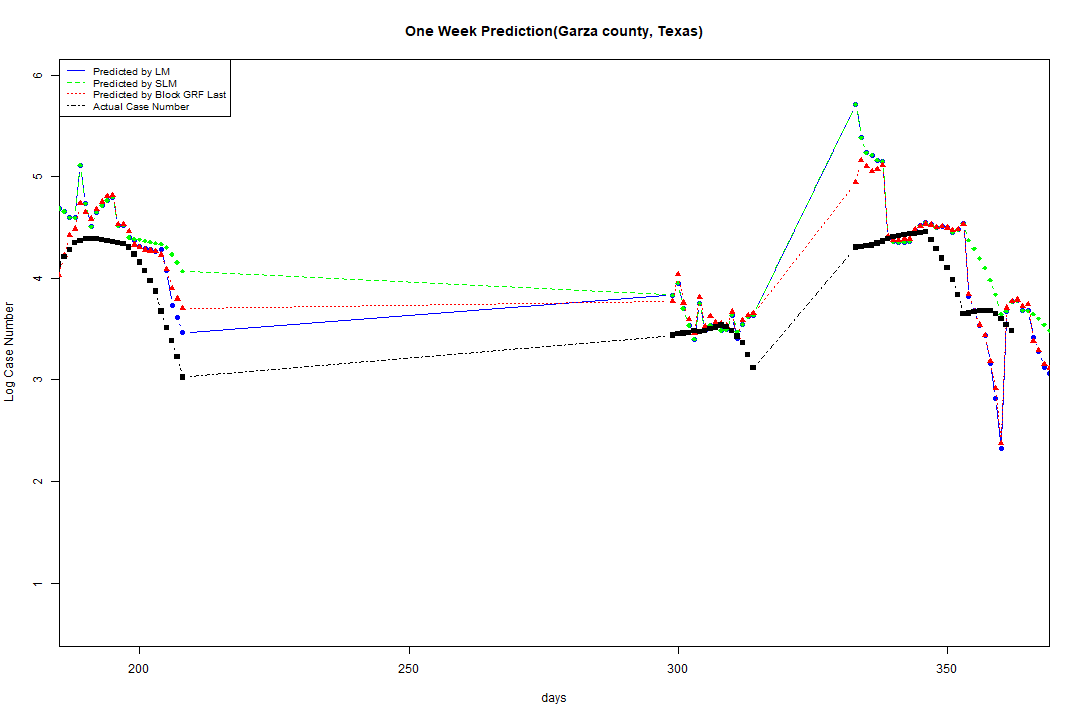 One Week Prediction(Garza county, Texas)
Predicted by LM
Predicted by SLM
Predicted by Block GRF Last
Actual Case Number
6
5
4
3
2
1
Log Case Number
200 250 300 350
days